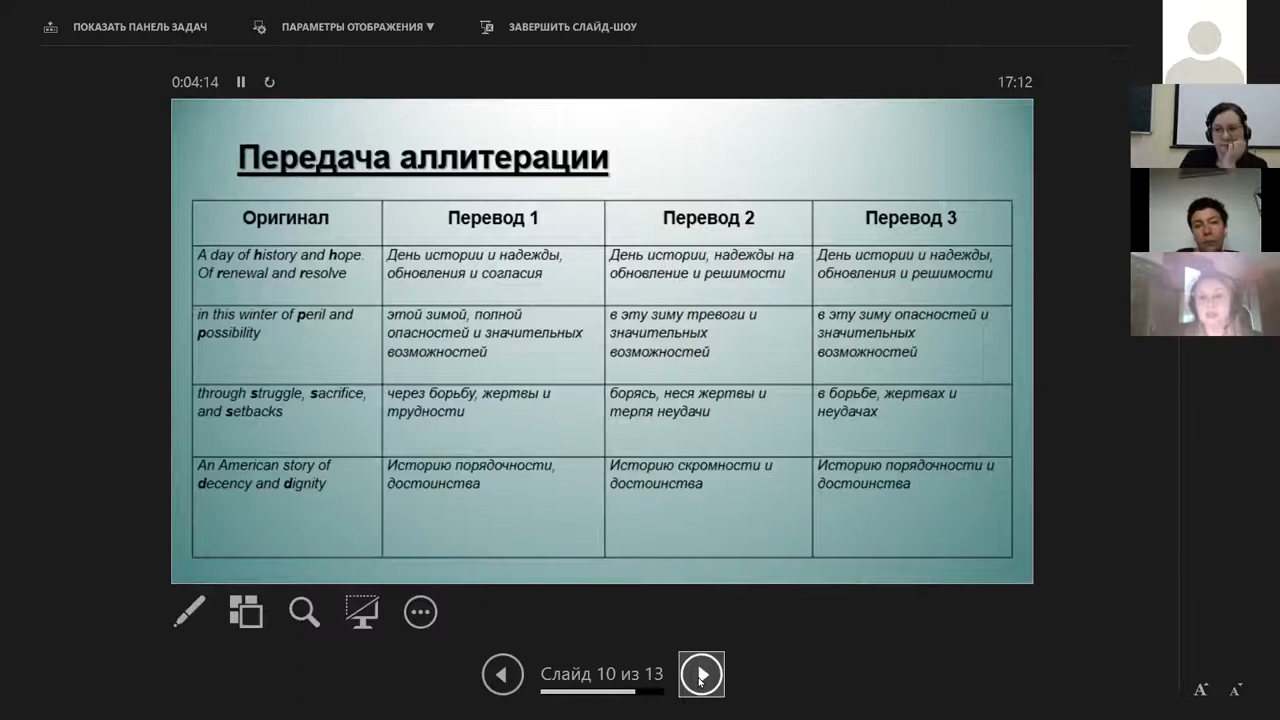 ПОКАЗАТЬ ПАНЕЛЬ ЗАДАЧ
ПАРАМЕТРЫ ОТОБРАЖЕНИЯ ▼
ЗАВЕРШИТЬ СЛАЙД-ШОУ
0:04:14
17:12
Передача аллитерации
Оригинал
Перевод 1
Перевод 2
Перевод 3
A day of history and hope.
Of renewal and resolve
День истории и надежды,
обновления и согласия
День истории, надежды на
обновление и решимости
День истории и надежды,
обновления и решимости
in this winter of peril and
possibility
этой зимой, полной
опасностей и значительных
возможностей
в эту зиму тревоги и
значительных
возможностей
в эту зиму опасностей и
значительных
возможностей
through struggle, sacrifice,
and setbacks
через борьбу, жертвы и
трудности
борясь, неся жертвы и
терпя неудачи
в борьбе, жертвах и
неудачах
An American story of
decency and dignity
Историю порядочности,
достоинства
Историю скромности и
достоинства
Историю порядочности и
достоинства
Слайд 10 из 13
A A